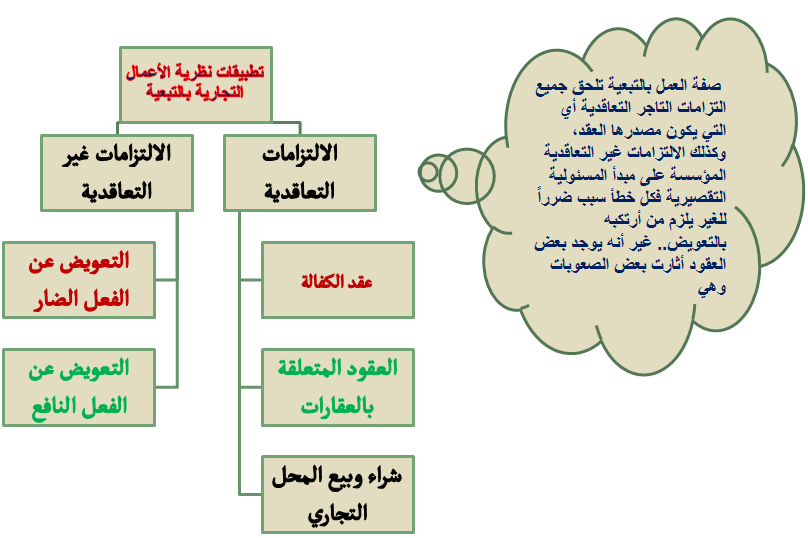 صفة العمل بالتبعية تلحق جميع
التزامات التاجر التعاقدية أي
التي يكون مصدرها العقد،
وكذلك الالتزامات غير التعاقدية
المؤسسة على مبدأ المسئولية
التقصيرية فكل خطأ سبب ضرراً
للغير يلزم من أرتكبه
بالتعويض.. غير أنه يوجد بعض
العقود أثارت بعض الصعوبات
وهي
تطبيقات نظرية الأعمال
التجارية بالتبعية
الالتزامات
التعاقدية
عقد الكفالة
العقود المتعلقة
بالعقارات
شراء وبيع المحل
التجاري
الالتزامات غير
التعاقدية
التعويض عن
الفعل الضار
التعويض عن
الفعل النافع